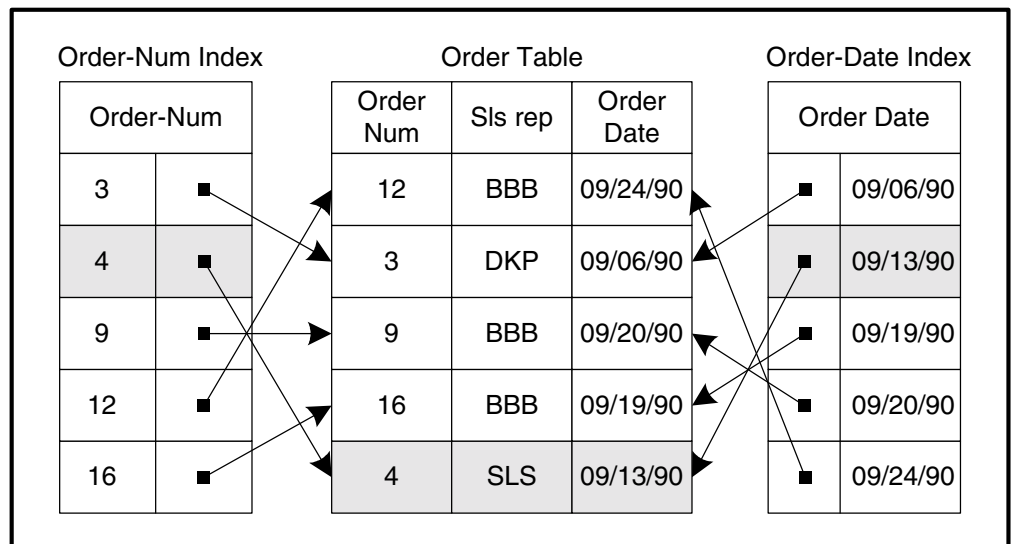 Order-Num Index Order Table Order-Date Index
Order-Num
Order Num Sls rep Order Date
Order Date
3 12 BBB 09/24/90 09/06/90
4 3 DKP 09/06/90 09/13/90
9 9 BBB 09/20/90 09/19/90
12 16 BBB 09/19/90 09/20/90
16 4 SLS 09/13/90 09/24/90